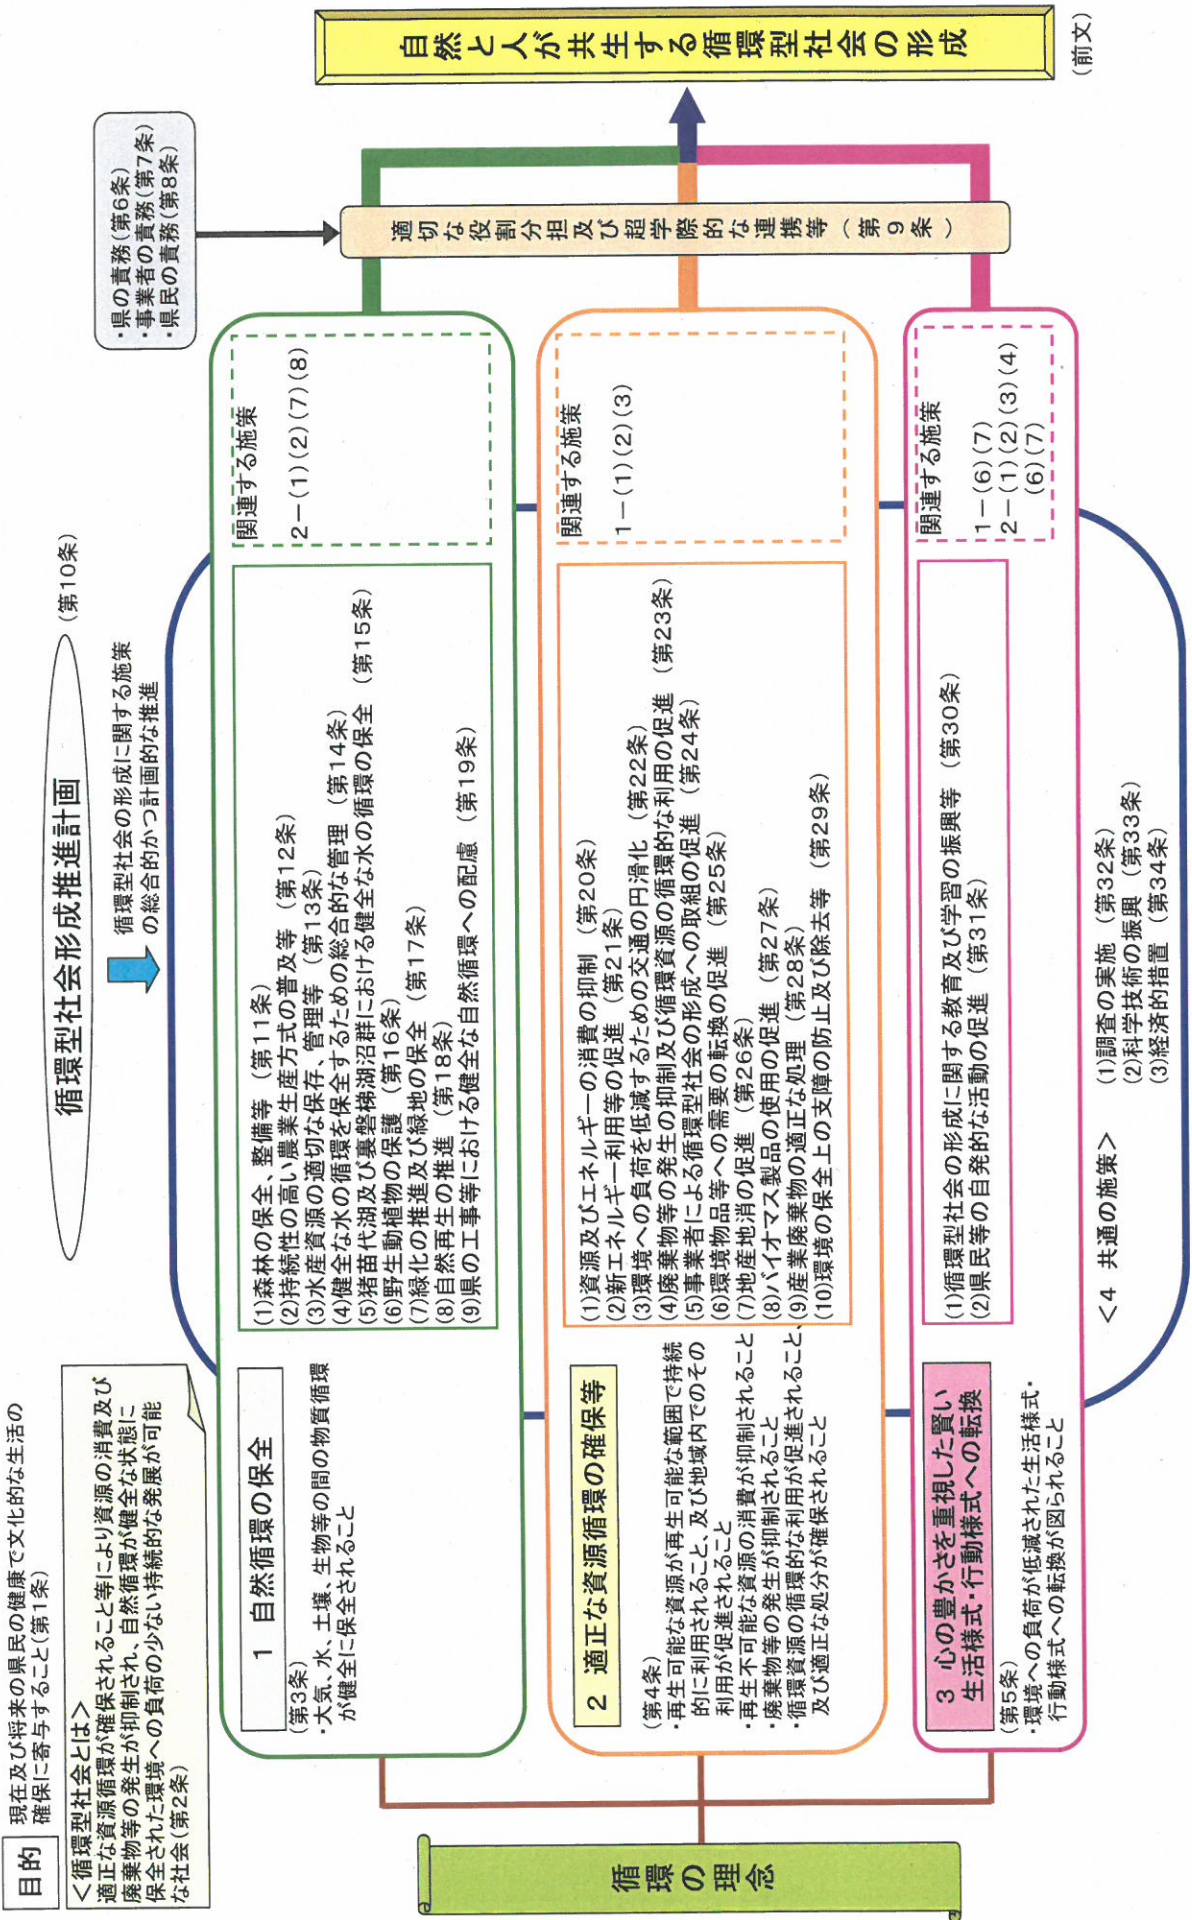 目的
現在及び将来の県民の健康で文化的な生活の
確保に寄与すること(第1条)
<循環型社会とは>
適正な資源循環が確保されること等により資源の消費及び
廃棄物等の発生が抑制され、自然循環が健全な状態に
保全された環境への負荷の少ない持続的な発展が可能
な社会(第2条)
循環型社会形成推進計画
(第10条)
循環型社会の形成に関する施策
の総合的かつ計画的な推進
・県の責務(第6条)
・事業者の責務(第7条)
・県民の責務(第8条)
循環の理念
1 自然循環の保全
(第3条)
・大気、水、土壌、生物等の間の物質循環
が健全に保全されること
(1)森林の保全、整備等 (第11条)
(2)持続性の高い農業生産方式の普及等 (第12条)
(3)水産資源の適切な保存、管理等 (第13条)
(4)健全な水の循環を保全するための総合的な管理 (第14条)
(5)猪苗代湖及び裏磐梯湖沼群における健全な水の循環の保全 (第15条)
(6)野生動植物の保護 (第16条)
(7)緑化の推進及び緑地の保全 (第17条)
(8)自然再生の推進 (第18条)
(9)県の工事等における健全な自然循環への配慮 (第19条)
関連する施策
2-(1)(2)(7)(8)
2 適正な資源循環の確保等
(第4条)
・再生可能な資源が再生可能な範囲で持続
的に利用されること、及び地域内でのその
利用が促進されること
・再生不可能な資源の消費が抑制されること
・廃棄物等の発生が抑制されること
・循環資源の循環的な利用が促進されること、
及び適正な処分が確保されること
(1)資源及びエネルギーの消費の抑制 (第20条)
(2)新エネルギー利用等の促進 (第21条)
(3)環境への負荷を低減するための交通の円滑化 (第22条)
(4)廃棄物等の発生の抑制及び循環資源の循環的な利用の促進 (第23条)
(5)事業者による循環型社会の形成への取組の促進 (第24条)
(6)環境物品等への需要の転換の促進 (第25条)
(7)地産地消の促進 (第26条)
(8)バイオマス製品の使用の促進 (第27条)
(9)産業廃棄物の適正な処理 (第28条)
(10)環境の保全上の支障の防止及び除去等 (第29条)
関連する施策
1-(1)(2)(3)
3 心の豊かさを重視した賢い
生活様式・行動様式への転換
(第5条)
・環境への負荷が低減された生活様式・
行動様式への転換が図られること
(1)循環型社会の形成に関する教育及び学習の振興等 (第30条)
(2)県民等の自発的な活動の促進 (第31条)
関連する施策
1-(6)(7)
2-(1)(2)(3)(4)
(6)(7)
<4 共通の施策>
(1)調査の実施 (第32条)
(2)科学技術の振興 (第33条)
(3)経済的措置 (第34条)
適切な役割分担及び超学際的な連携等(第9条)
自然と人が共生する循環型社会の形成
(前文)